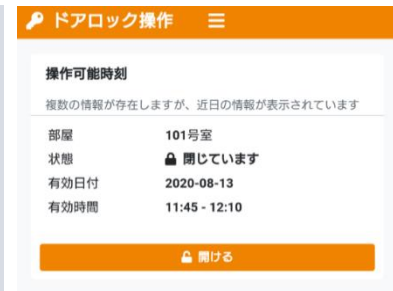 ドアロック操作
操作可能時刻
複数の情報が存在しますが、近日の情報が表示されています
部屋 101号室
状態 閉じています
有効日付 2020-08-13
有効時間 11:45 - 12:10
開ける